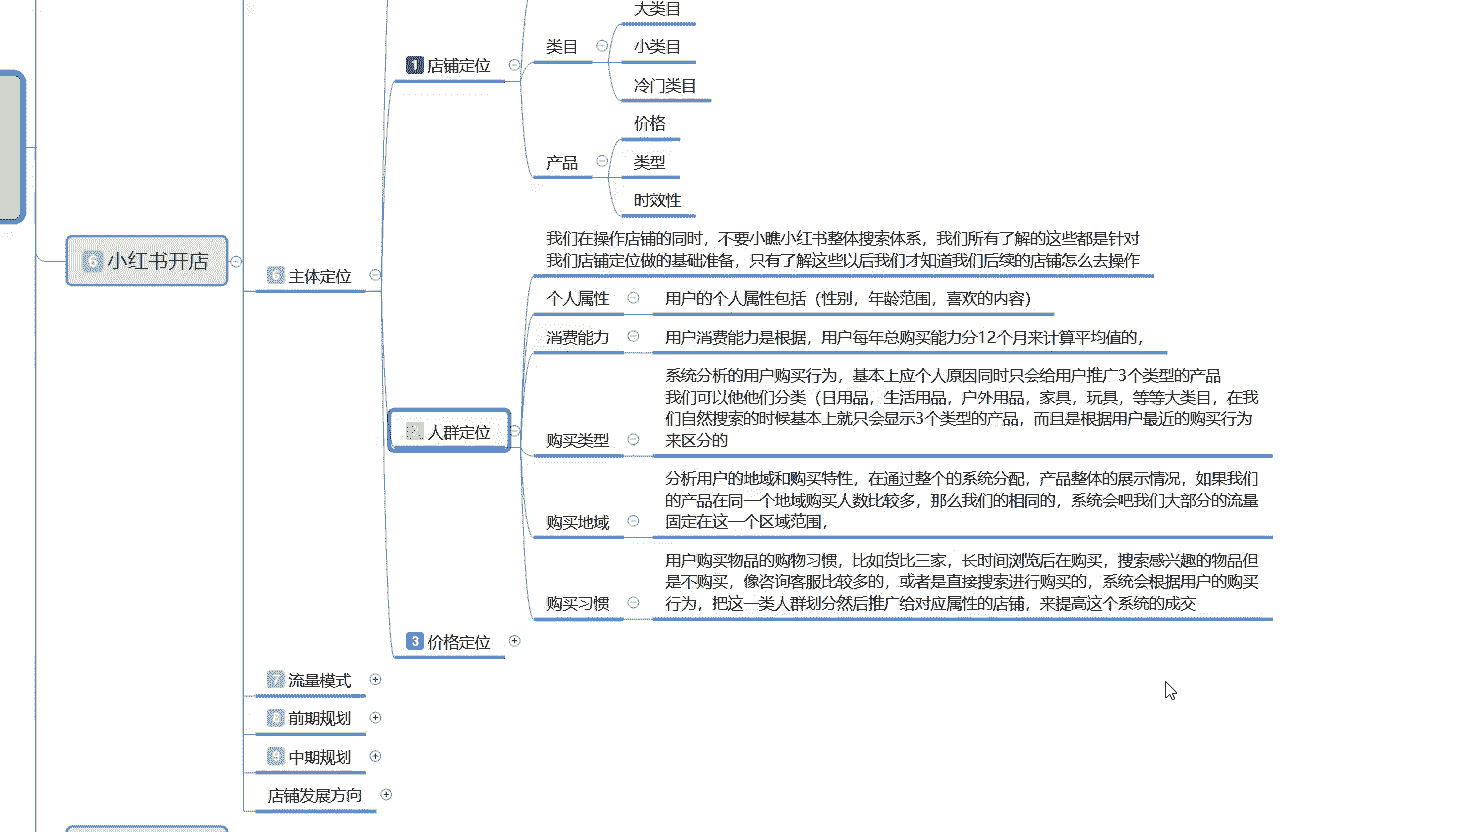 大类目
类目
小类目
1 店铺定位
冷门类目
价格
产品
类型
时效性
我们在操作店铺的同时，不要小瞧小红书整体搜索体系，我们所有了解的这些都是针对
我们店铺定位做的基础准备，只有了解这些以后我们才知道我们后续的店铺怎么去操作
6 小红书开店
6 主体定位
个人属性
用户的个人属性包括（性别，年龄范围，喜欢的内容）
消费能力
用户消费能力是根据，用户每年总购买能力分12个月来计算平均值的，
系统分析的用户购买行为，基本上应个人原因同时只会给用户推广3个类型的产品
我们可以他他们分类（日用品，生活用品，户外用品，家具，玩具，等等大类目，在我
们自然搜索的时候基本上就只会显示3个类型的产品，而且是根据用户最近的购买行为
来区分的
2 人群定位
购买类型
分析用户的地域和购买特性，在通过整个的系统分配，产品整体的展示情况，如果我们
的产品在同一个地域购买人数比较多，那么我们的相同的，系统会吧我们大部分的流量
固定在这一个区域范围，
购买地域
用户购买物品的购物习惯，比如货比三家，长时间浏览后在购买，搜索感兴趣的物品但
是不购买，像咨询客服比较多的，或者是直接搜索进行购买的，系统会根据用户的购买
行为，把这一类人群划分然后推广给对应属性的店铺，来提高这个系统的成交
购买习惯
3 价格定位
7 流量模式
8 前期规划
9 中期规划
店铺发展方向